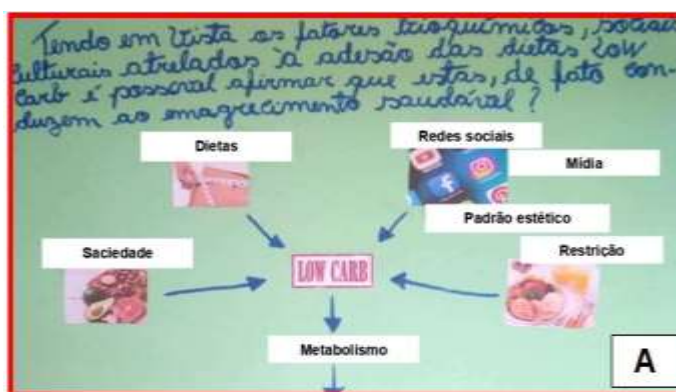 Tendo em vista os fatores bioquímicos, sociais
culturais atrelados à adesão das dietas Low
Carb é possível afirmar que estas, de fato con-
duzem ao emagrecimento saudável?
Dietas
Redes sociais
Mídia
Padrão estético
Saciedade
Restrição
LOW CARB
Metabolismo
A